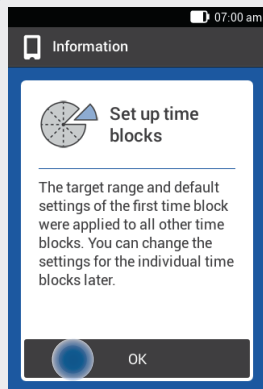 07:00 am
Information
Set up time
blocks
The target range and default
settings of the first time block
were applied to all other time
blocks. You can change the
settings for the individual time
blocks later.
OK